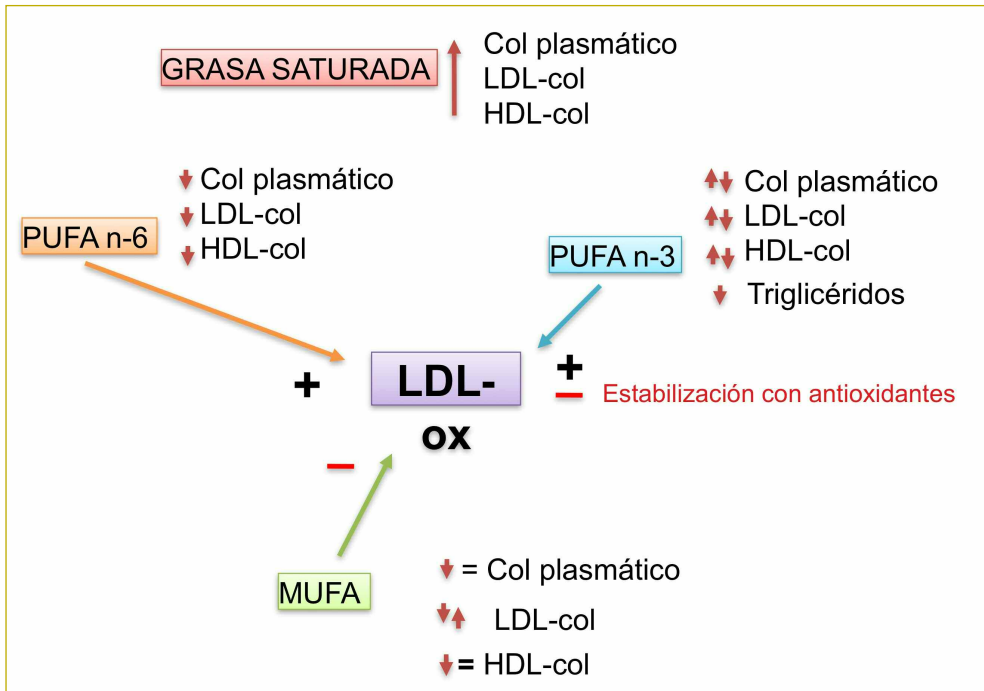 GRASA SATURADA
Col plasmático
LDL-col
HDL-col
PUFA n-6
Col plasmático
LDL-col
HDL-col
PUFA n-3
Col plasmático
LDL-col
HDL-col
Triglicéridos
+
LDL-
ox
+
– Estabilización con antioxidantes
–
MUFA
= Col plasmático
LDL-col
= HDL-col